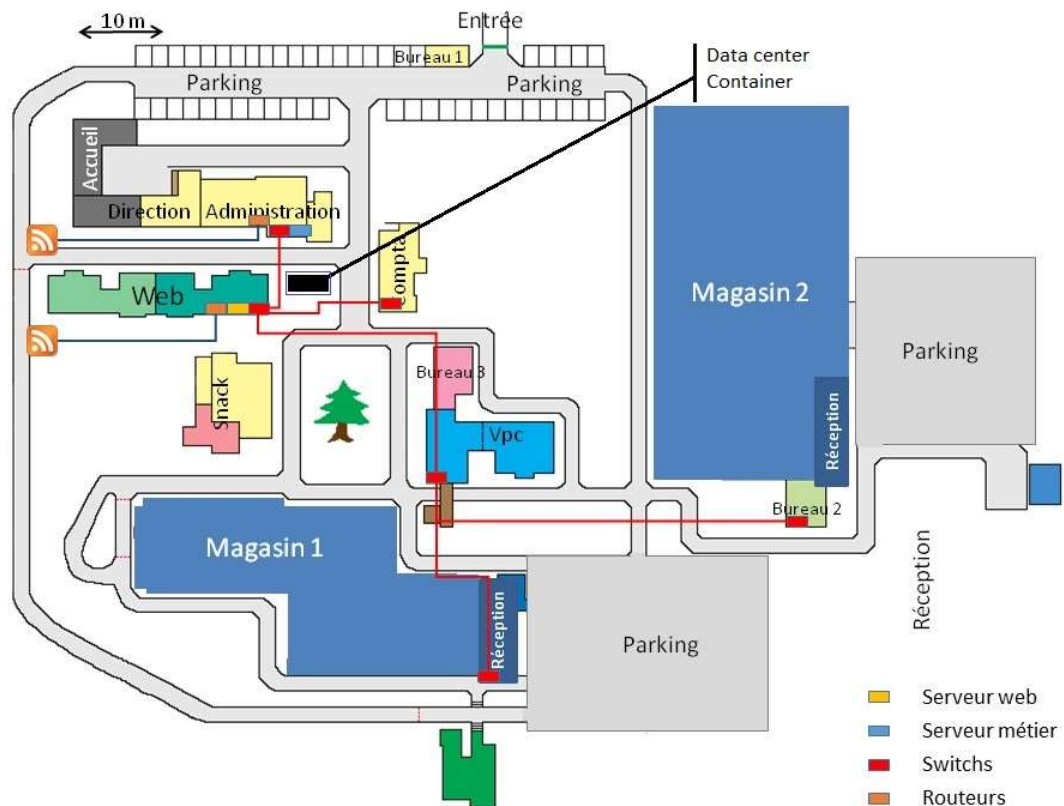 10 m
Entrée
Bureau 1
Parking
Parking
Data center
Container
Accueil
Direction
Administration
compta
Web
Magasin 2
Parking
Bureau 3
Snack
Vpc
Réception
Bureau 2
Magasin 1
Réception
Parking
Réception
Serveur web
Serveur métier
Switchs
Routeurs